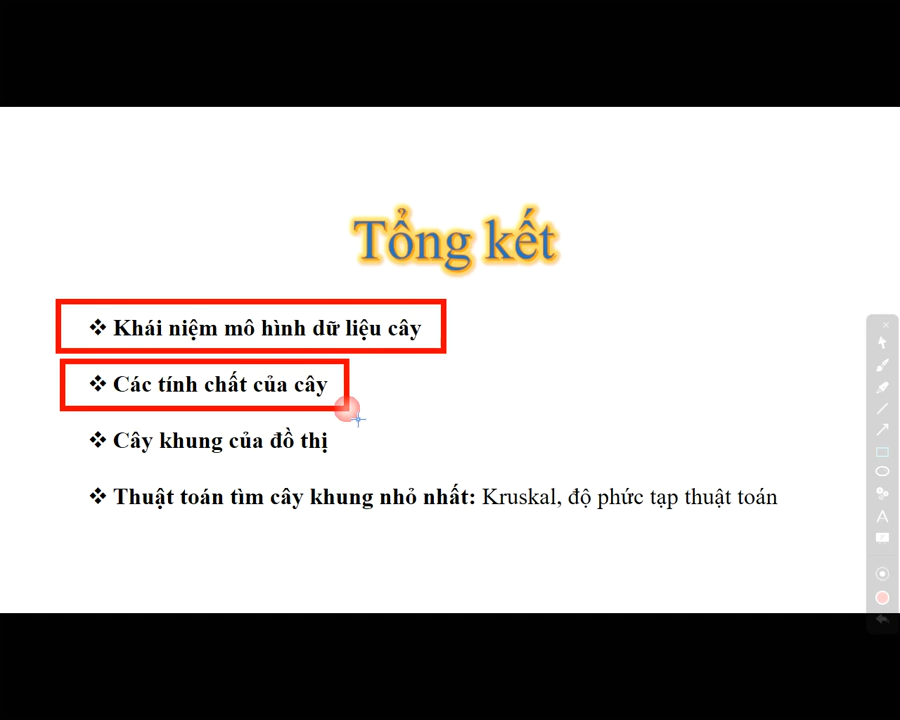 Tổng kết
❖ Khái niệm mô hình dữ liệu cây
❖ Các tính chất của cây
❖ Cây khung của đồ thị
❖ Thuật toán tìm cây khung nhỏ nhất: Kruskal, độ phức tạp thuật toán